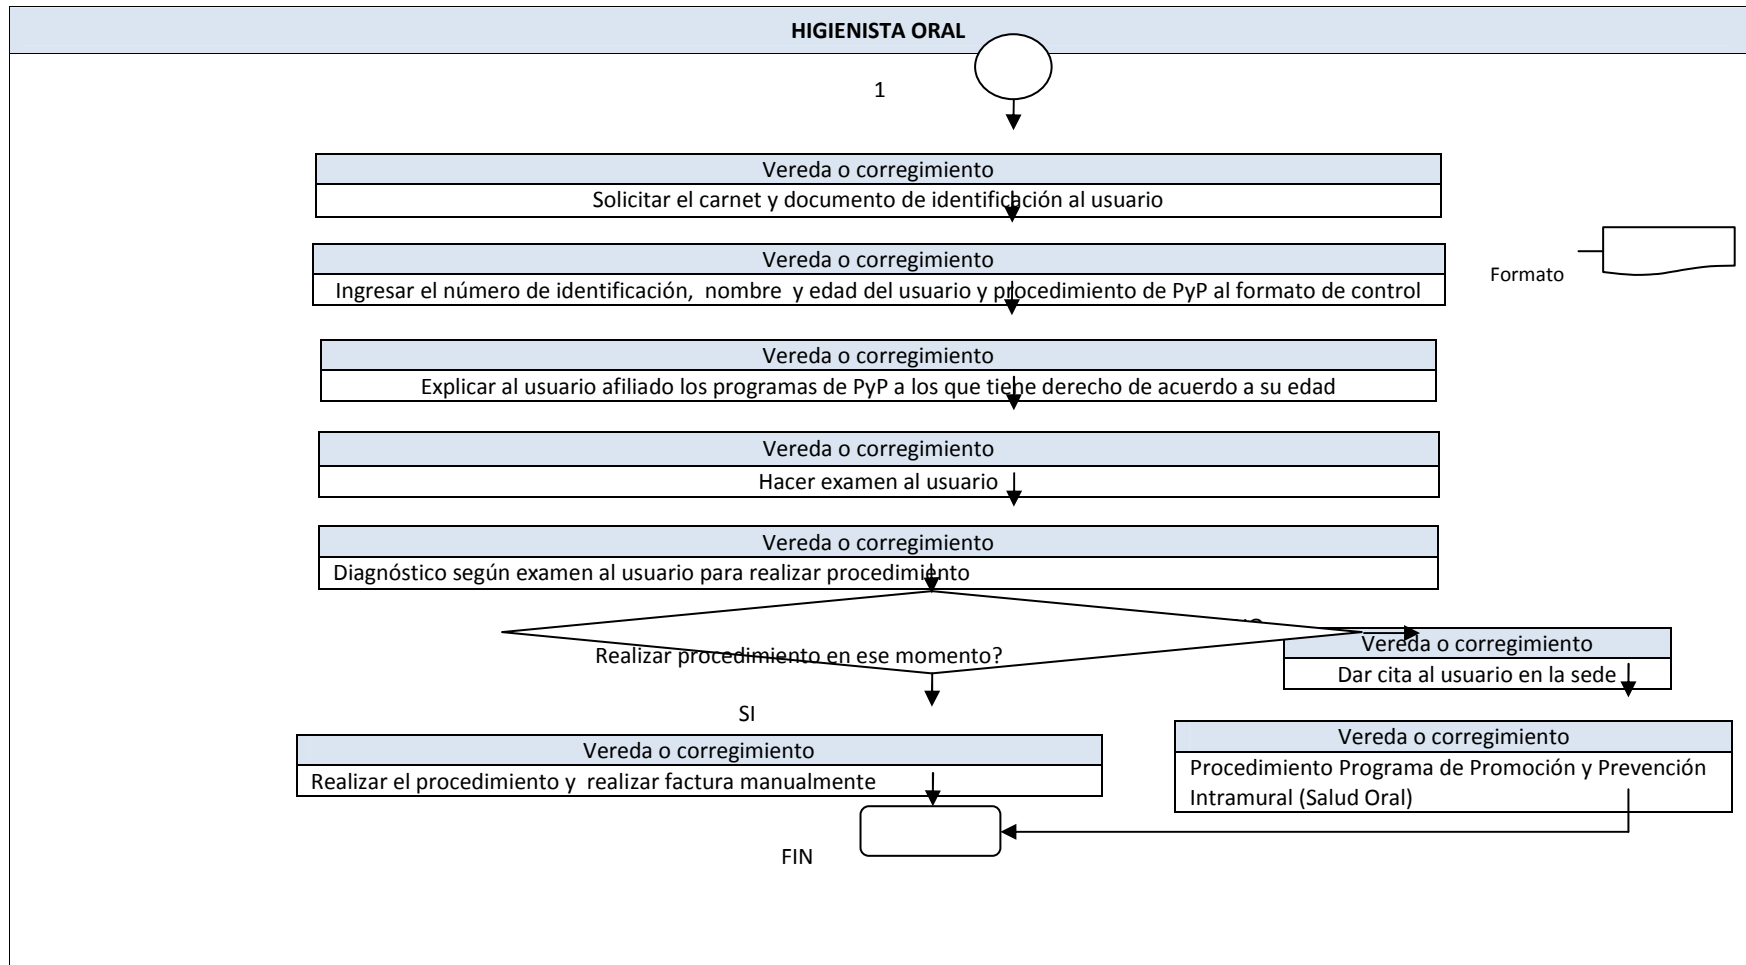 HIGIENISTA ORAL
1
Vereda o corregimiento
Solicitar el carnet y documento de identificación al usuario
Vereda o corregimiento
Ingresar el número de identificación, nombre y edad del usuario y procedimiento de PyP al formato de control
Formato
Vereda o corregimiento
Explicar al usuario afiliado los programas de PyP a los que tiene derecho de acuerdo a su edad
Vereda o corregimiento
Hacer examen al usuario
Vereda o corregimiento
Diagnóstico según examen al usuario para realizar procedimiento
Realizar procedimiento en ese momento?
Vereda o corregimiento
Dar cita al usuario en la sede
SI
Vereda o corregimiento
Realizar el procedimiento y realizar factura manualmente
Vereda o corregimiento
Procedimiento Programa de Promoción y Prevención
Intramural (Salud Oral)
FIN